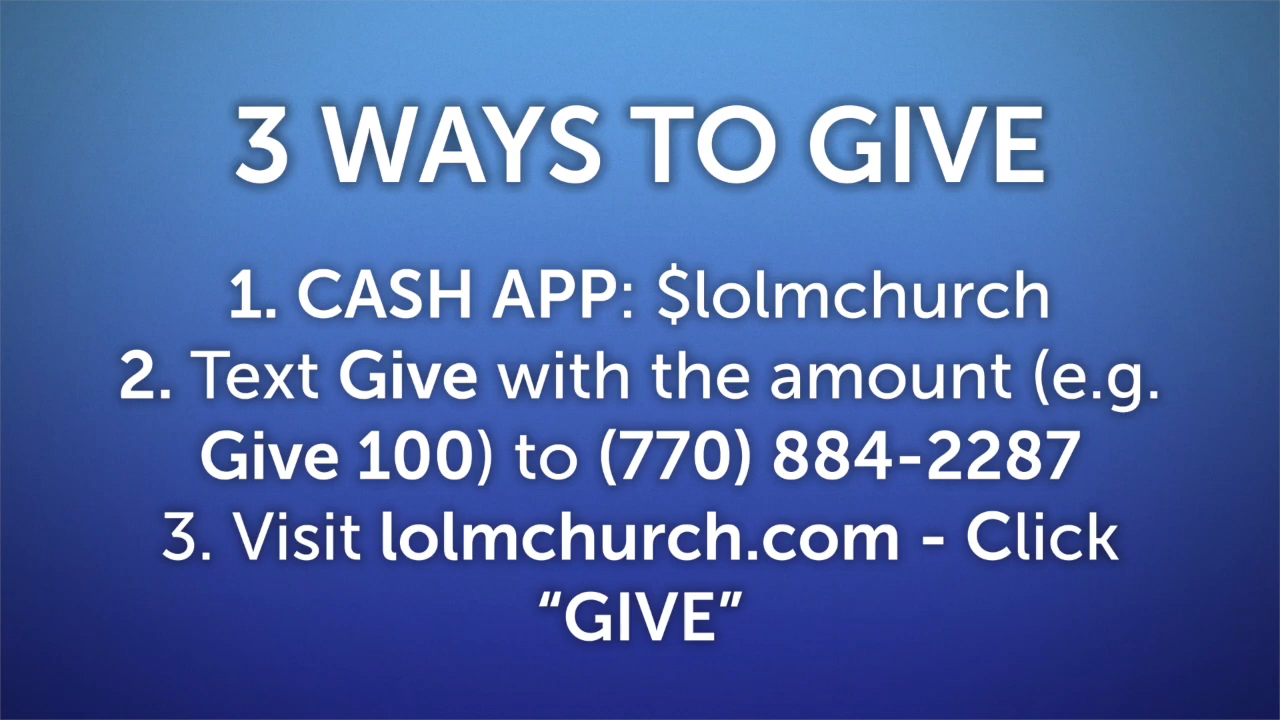 3 WAYS TO GIVE
1. CASH APP: $lolmchurch
2. Text Give with the amount (e.g.
Give 100) to (770) 884-2287
3. Visit lolmchurch.com - Click
“GIVE”